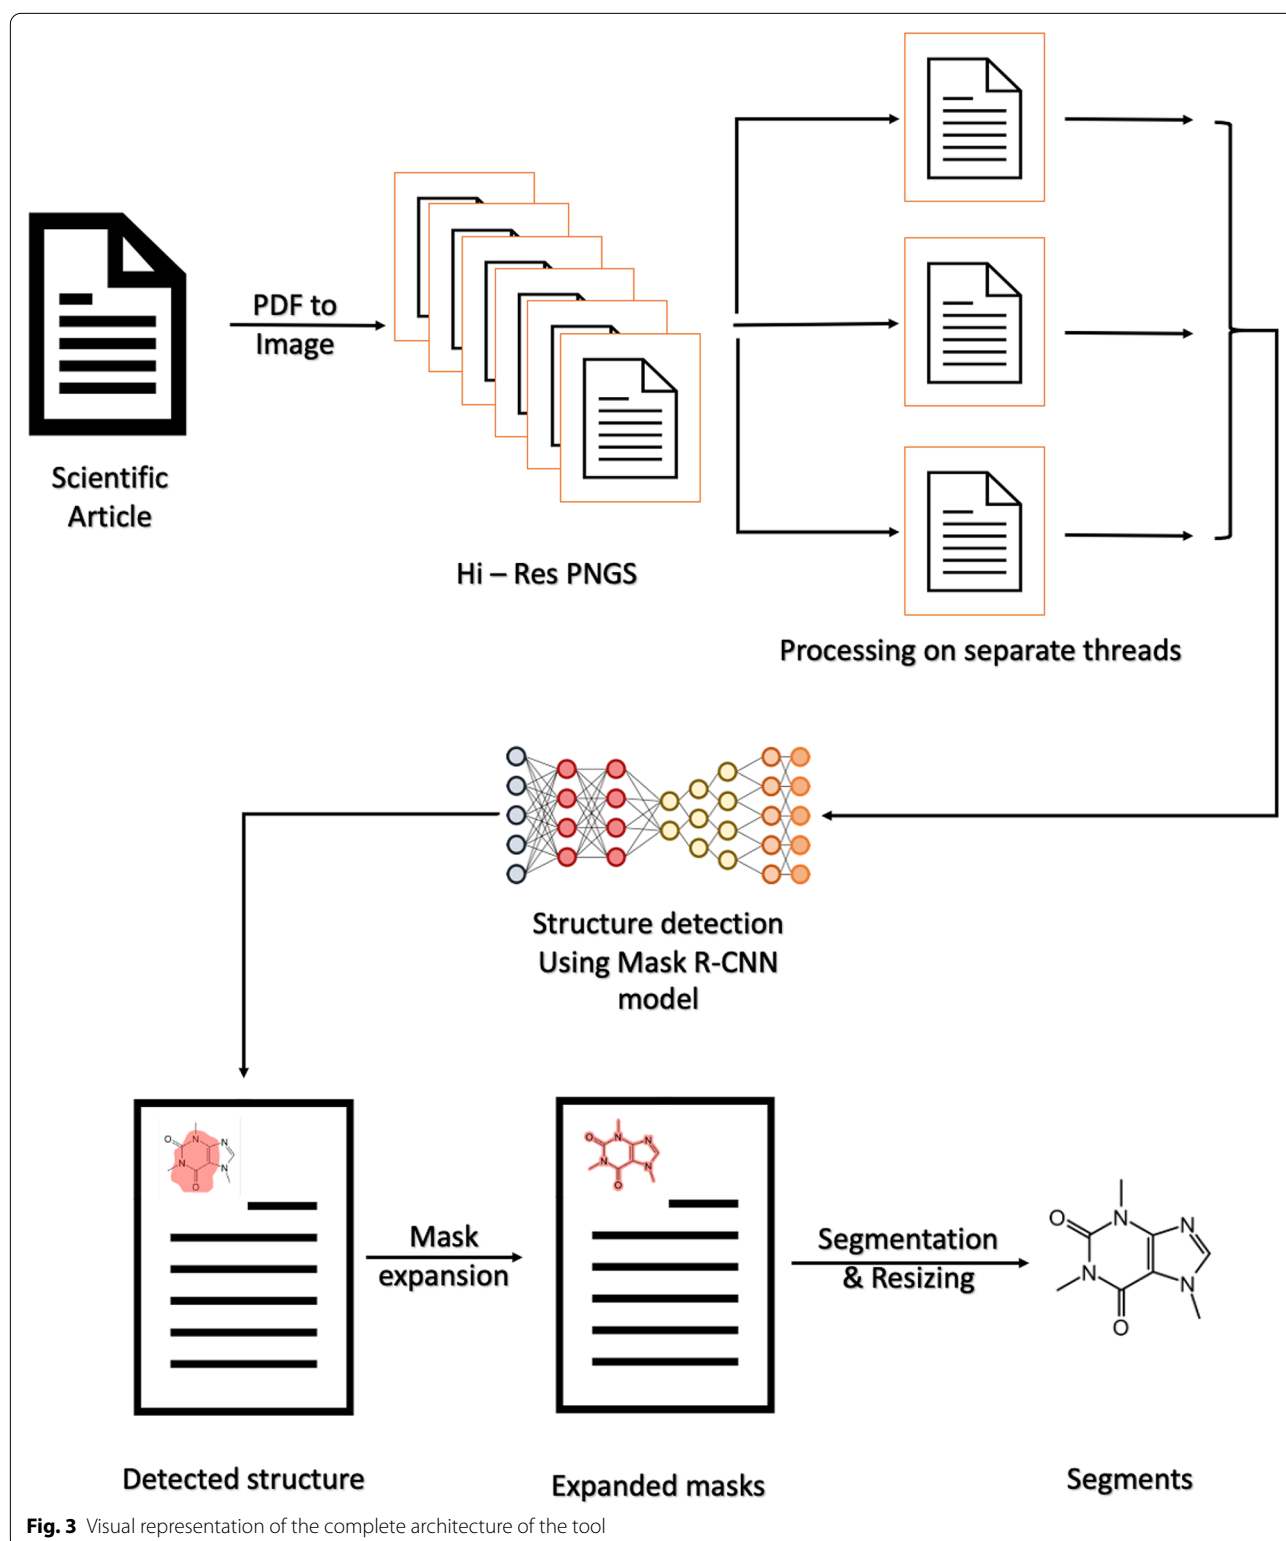 PDF to
Image
Scientific
Article
Hi – Res PNGS
Processing on separate threads
Structure detection
Using Mask R-CNN
model
N
O
N
N
N
O
N
O
N
N
N
O
Mask
expansion
Segmentation
& Resizing
O
N
N
N
N
O
Detected structure
Expanded masks
Segments
Fig. 3 Visual representation of the complete architecture of the tool